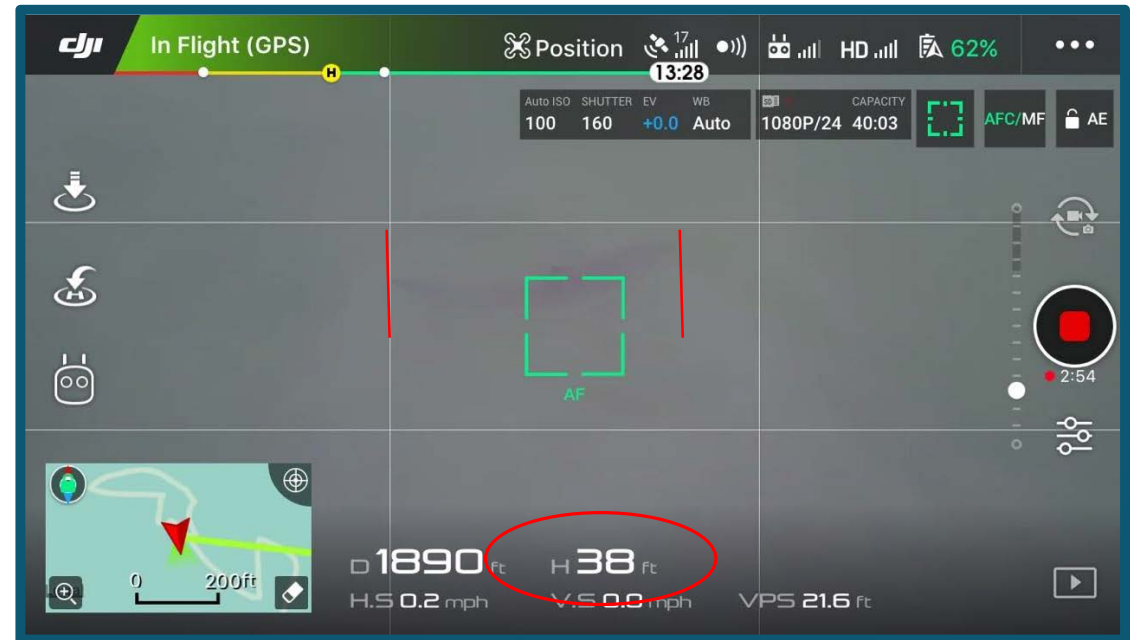 dji In Flight (GPS) Position 17 HD 62%
H 13:28
Auto ISO SHUTTER EV WB CAPACITY
100 160 +0.0 Auto 1080P/24 40:03 AFC/MF AE
H
2:54
AF
0 200ft
D 1890 ft H 38 ft
H.S 0.2 mph V.S 0.0 mph VPS 21.6 ft